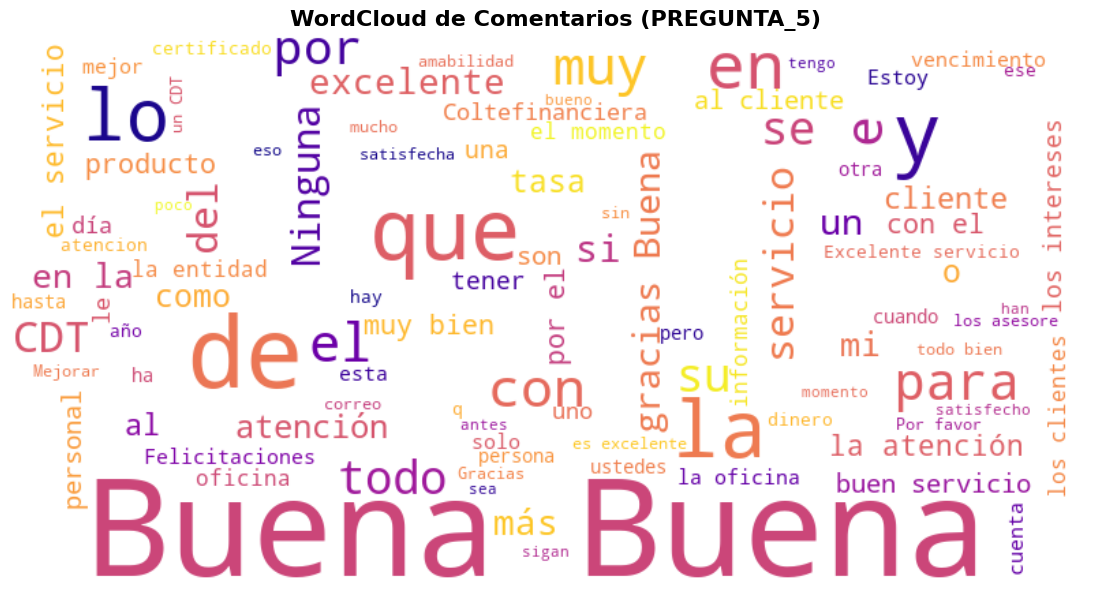 WordCloud de Comentarios (PREGUNTA_5)
certificado
por
amabilidad
muy
en
tengo
vencimiento
mejor
el servicio
lo
un CDT
excelente
bueno
Estoy
ese
Coltefinanciera
al cliente
mucho
el momento
se
e
y
Ninguna
producto
eso
satisfecha
una
tasa
otra
los intereses
del
poco
que
sin
gracias Buena
servicio
cliente
un
con el
día
atencion
si
Excelente servicio
en la
la entidad
son
tener
o
hasta
le
como
hay
por el
información
han
CDT
año
de
el
muy bien
pero
cuando
los asesore
mi
todo bien
Mejorar
ha
esta
con
su
para
los clientes
personal
correo
q
uno
momento
satisfecho
al
atención
antes
la
dinero
Por favor
Felicitaciones
solo
es excelente
la atención
persona
oficina
todo
Gracias
ustedes
la oficina
buen servicio
sea
Buena Buena
más
sigan
cuenta